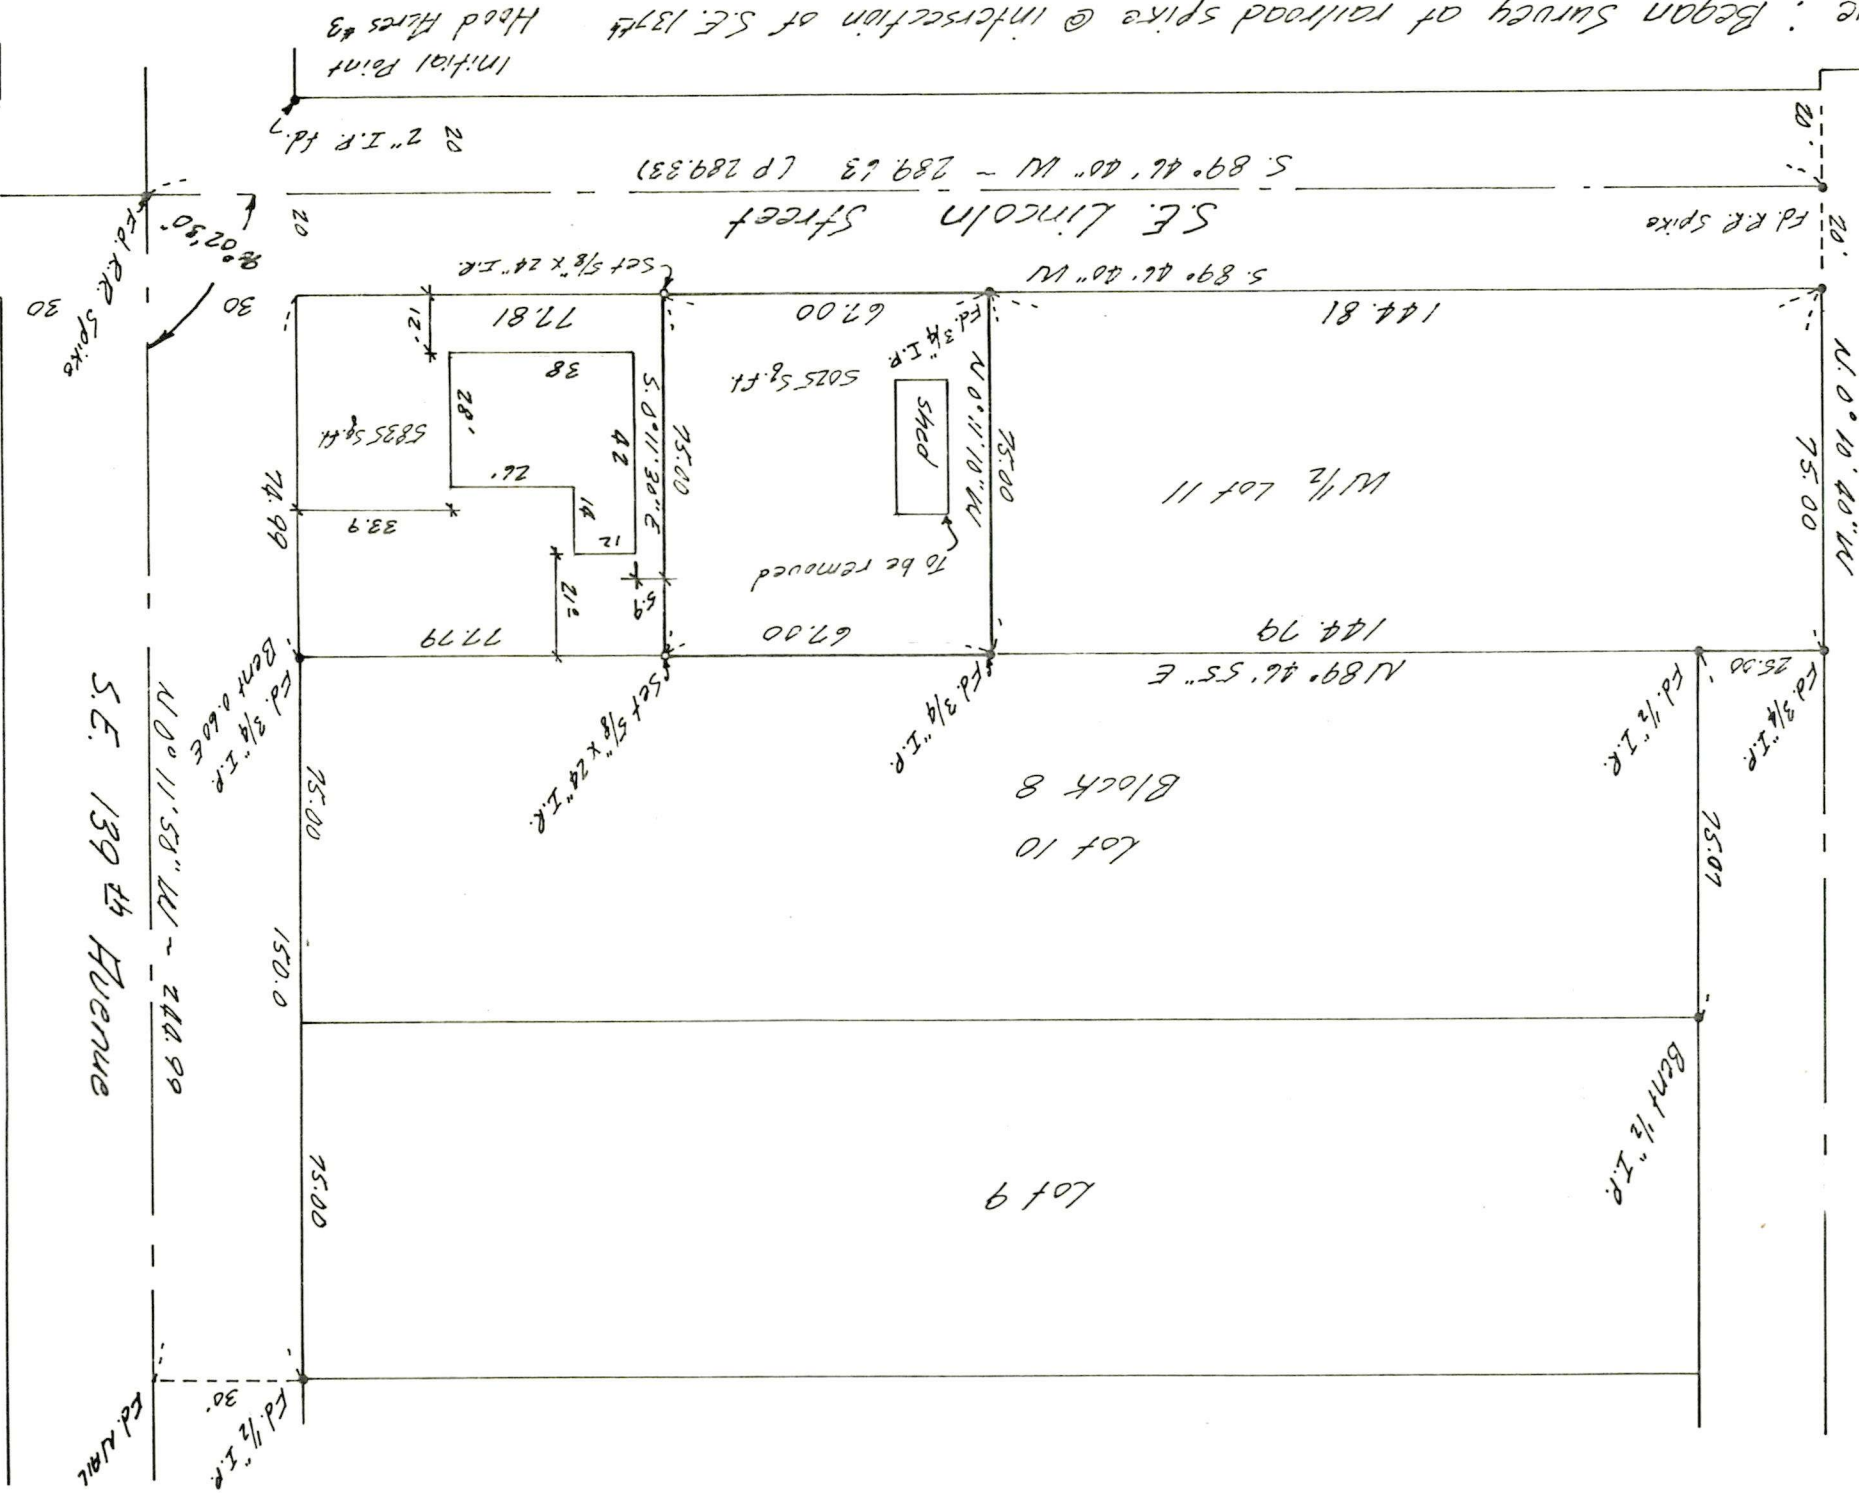 Fd. NAIL
Fd. 1/2" I.P.
30'
Lot 9
75.00
Bent 1/2" I.P.
150.0
75.00
75.07
Lot 10
Block 8
S.E. 139th Avenue
N 0° 11' 50" W ~ 244.99
Fd. 3/4" I.P.
Bent 0.60 E
Set 5/8" x 24" I.R.
Fd. 3/4" I.P.
Fd. 1/2" I.R.
Fd. 3/4" I.P.
25.00
N 89° 46' 55" E
144.79
67.00
77.79
5.9
21°
To be removed
shed
12
14
26'
42
28'
38
33.9
74.99
5835 Sq. Ft.
12'
W 1/2 Lot 11
N. 0° 10' 40" W
75.00
N 0° 11' 10" W
75.00
S. 0° 11' 30" E
75.00
5025 Sq. Ft.
Fd. 3/4" I.P.
144.81
67.00
77.81
S. 89° 46' 40" W
Set 5/8" x 24" I.R.
30
30
02' 30"
Fd. R.R. Spike
20'
Fd. R.R. Spike
S.E. Lincoln Street
20
S. 89° 46' 40" W ~ 289.63 (P 289.33)
20'
20
2" I.P. Fd.
Initial Point
Hood Acres #3
: Began Survey at railroad spike @ intersection of S.E. 137th